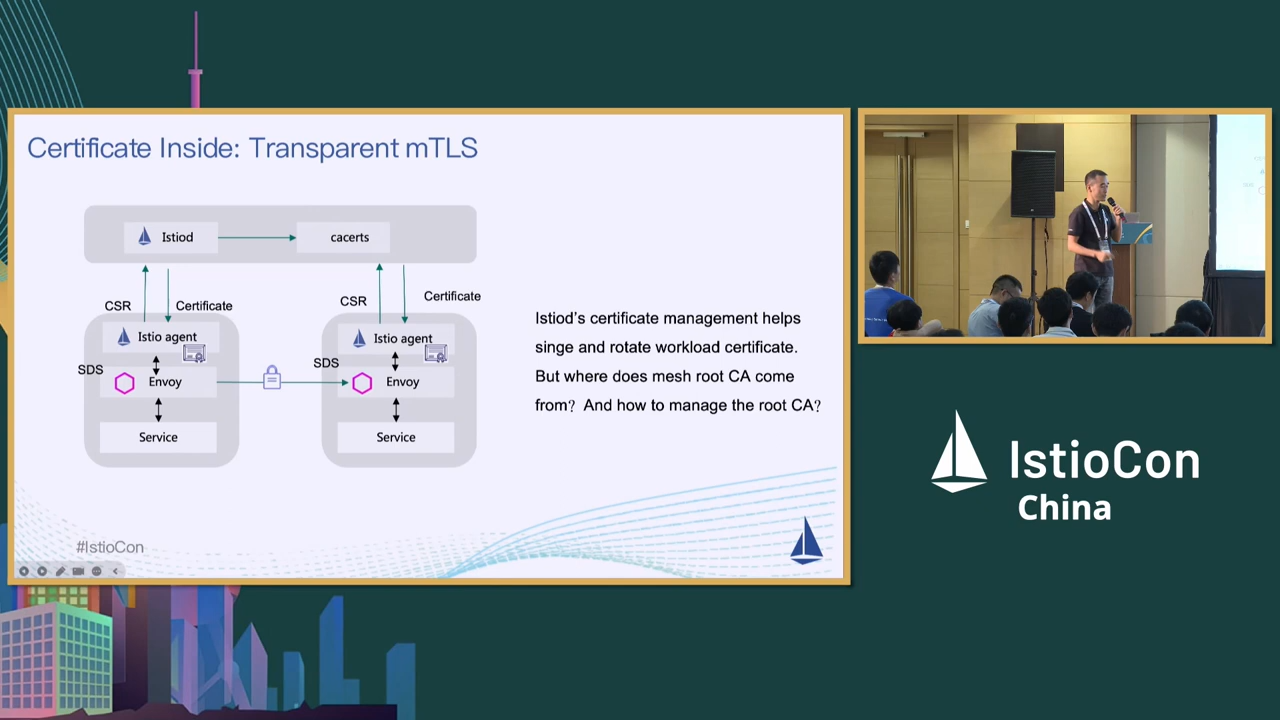 Certificate Inside: Transparent mTLS
Istiod
cacerts
CSR
Certificate
CSR
Certificate
Istio agent
Istio agent
SDS
SDS
Envoy
Envoy
Service
Service
Istiod’s certificate management helps
singe and rotate workload certificate.
But where does mesh root CA come
from？ And how to manage the root CA？
#IstioCon
IstioCon
China